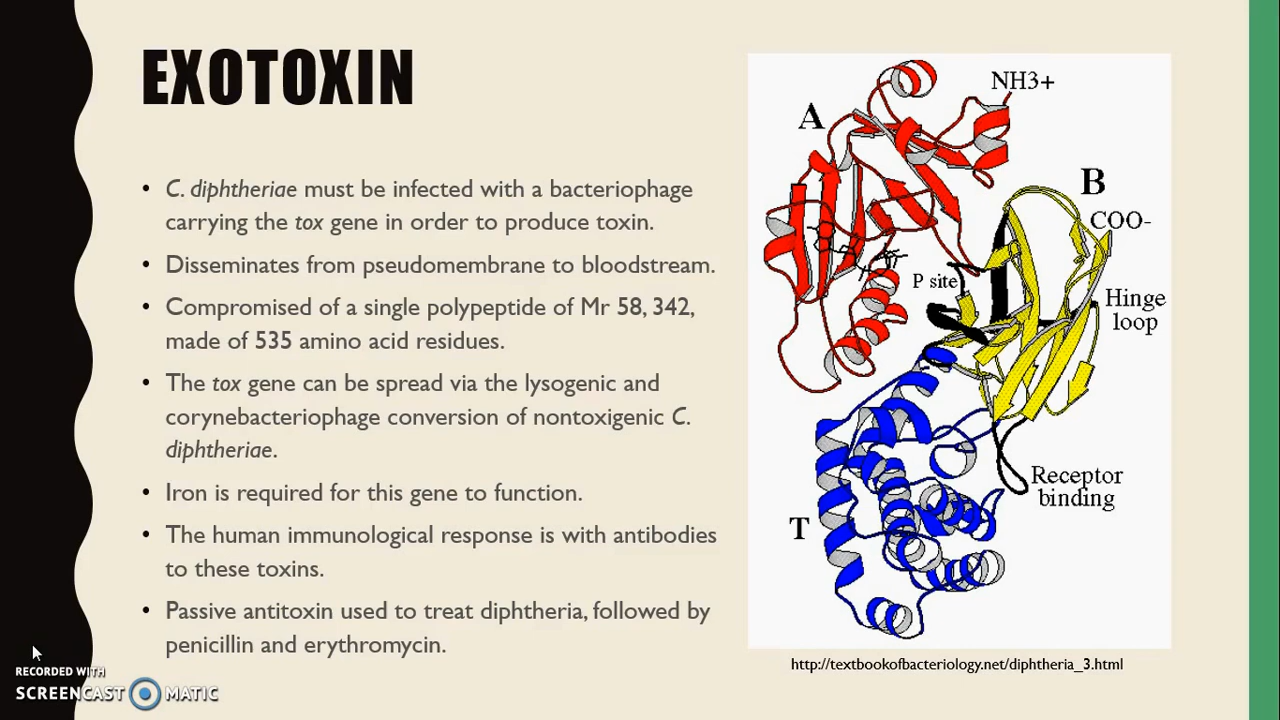 EXOTOXIN
• C. diphtheriae must be infected with a bacteriophage
carrying the tox gene in order to produce toxin.
• Disseminates from pseudomembrane to bloodstream.
• Compromised of a single polypeptide of Mr 58, 342,
made of 535 amino acid residues.
• The tox gene can be spread via the lysogenic and
corynebacteriophage conversion of nontoxigenic C.
diphtheriae.
• Iron is required for this gene to function.
• The human immunological response is with antibodies
to these toxins.
• Passive antitoxin used to treat diphtheria, followed by
penicillin and erythromycin.
NH3+
A
B
COO-
P site
Hinge
loop
Receptor
binding
T
http://textbookofbacteriology.net/diphtheria_3.html
RECORDED WITH
SCREENCAST MATIC